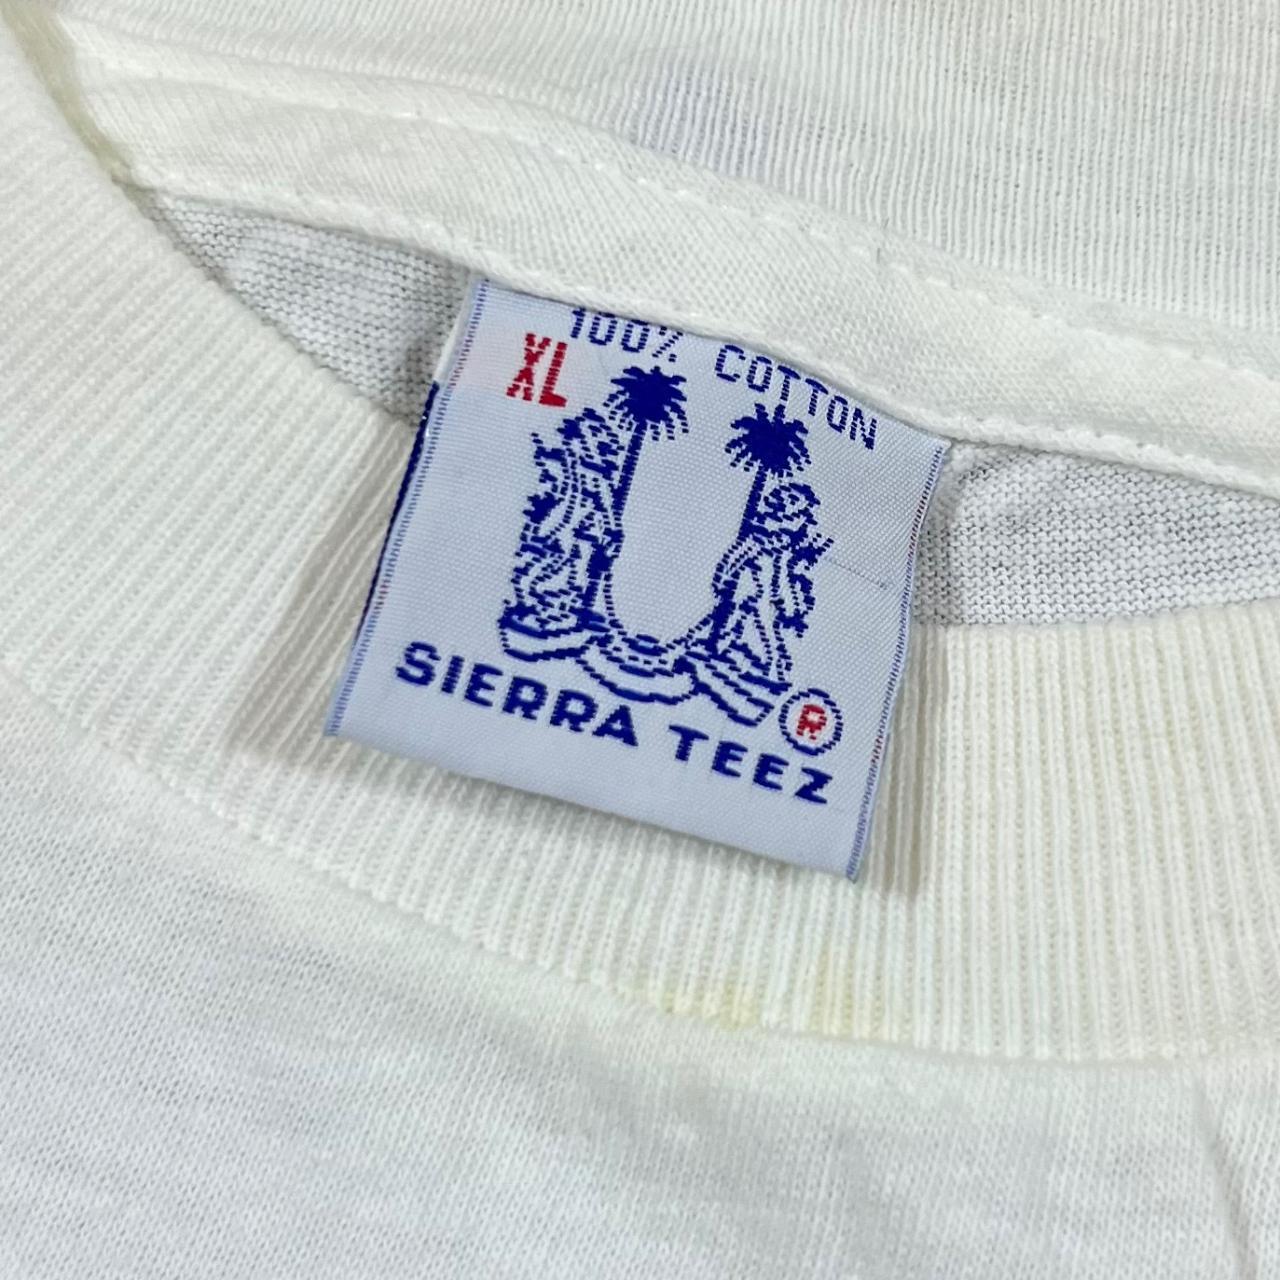 100% COTTON
XL
SIERRA TEEZ
®